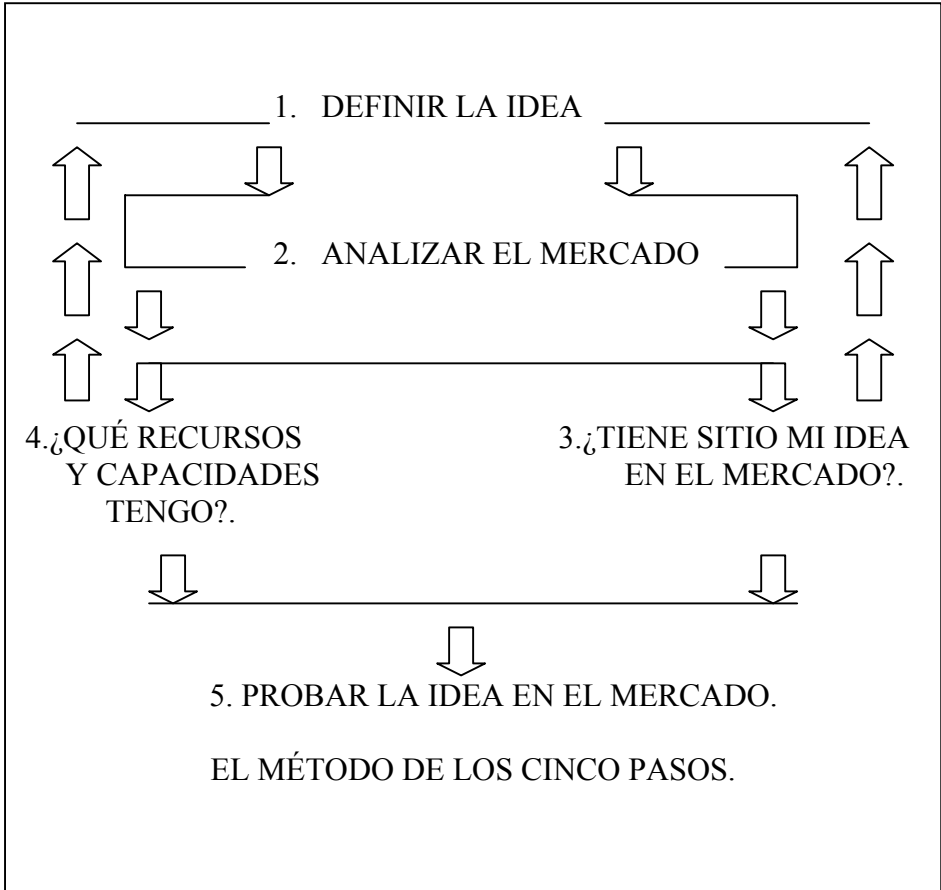 1. DEFINIR LA IDEA
2. ANALIZAR EL MERCADO
4.¿QUÉ RECURSOS
Y CAPACIDADES
TENGO?.
3.¿TIENE SITIO MI IDEA
EN EL MERCADO?.
5. PROBAR LA IDEA EN EL MERCADO.
EL MÉTODO DE LOS CINCO PASOS.